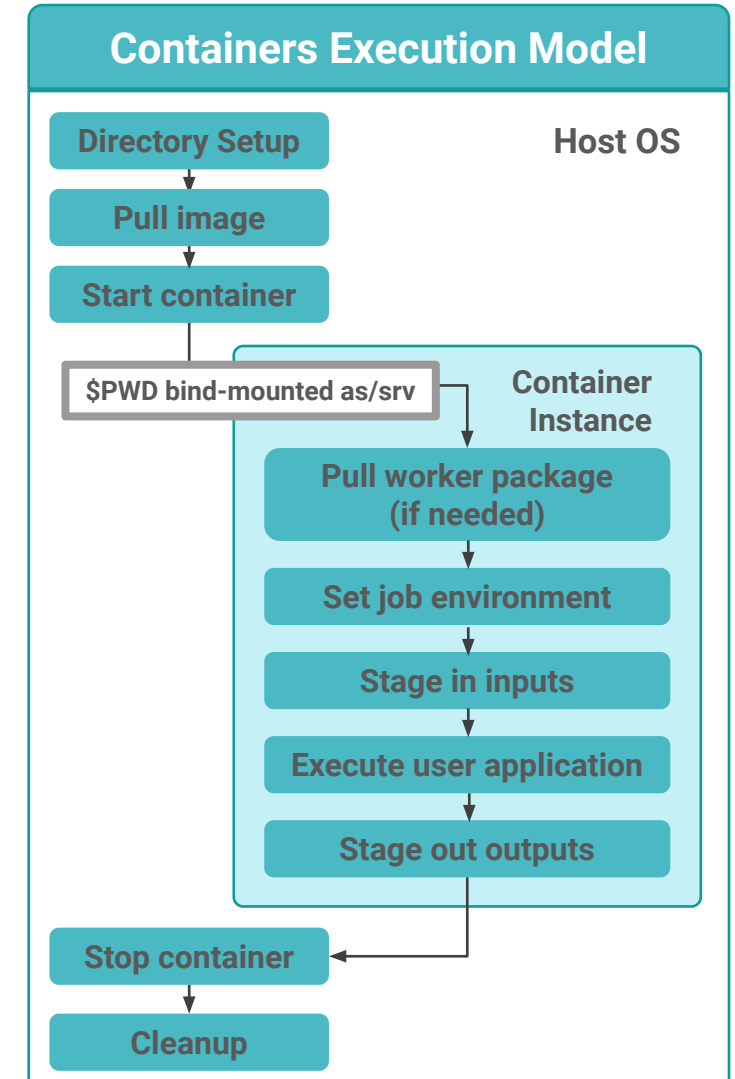 Containers Execution Model
Host OS
Directory Setup
Pull image
Start container
$PWD bind-mounted as/srv
Container
Instance
Pull worker package
(if needed)
Set job environment
Stage in inputs
Execute user application
Stage out outputs
Stop container
Cleanup